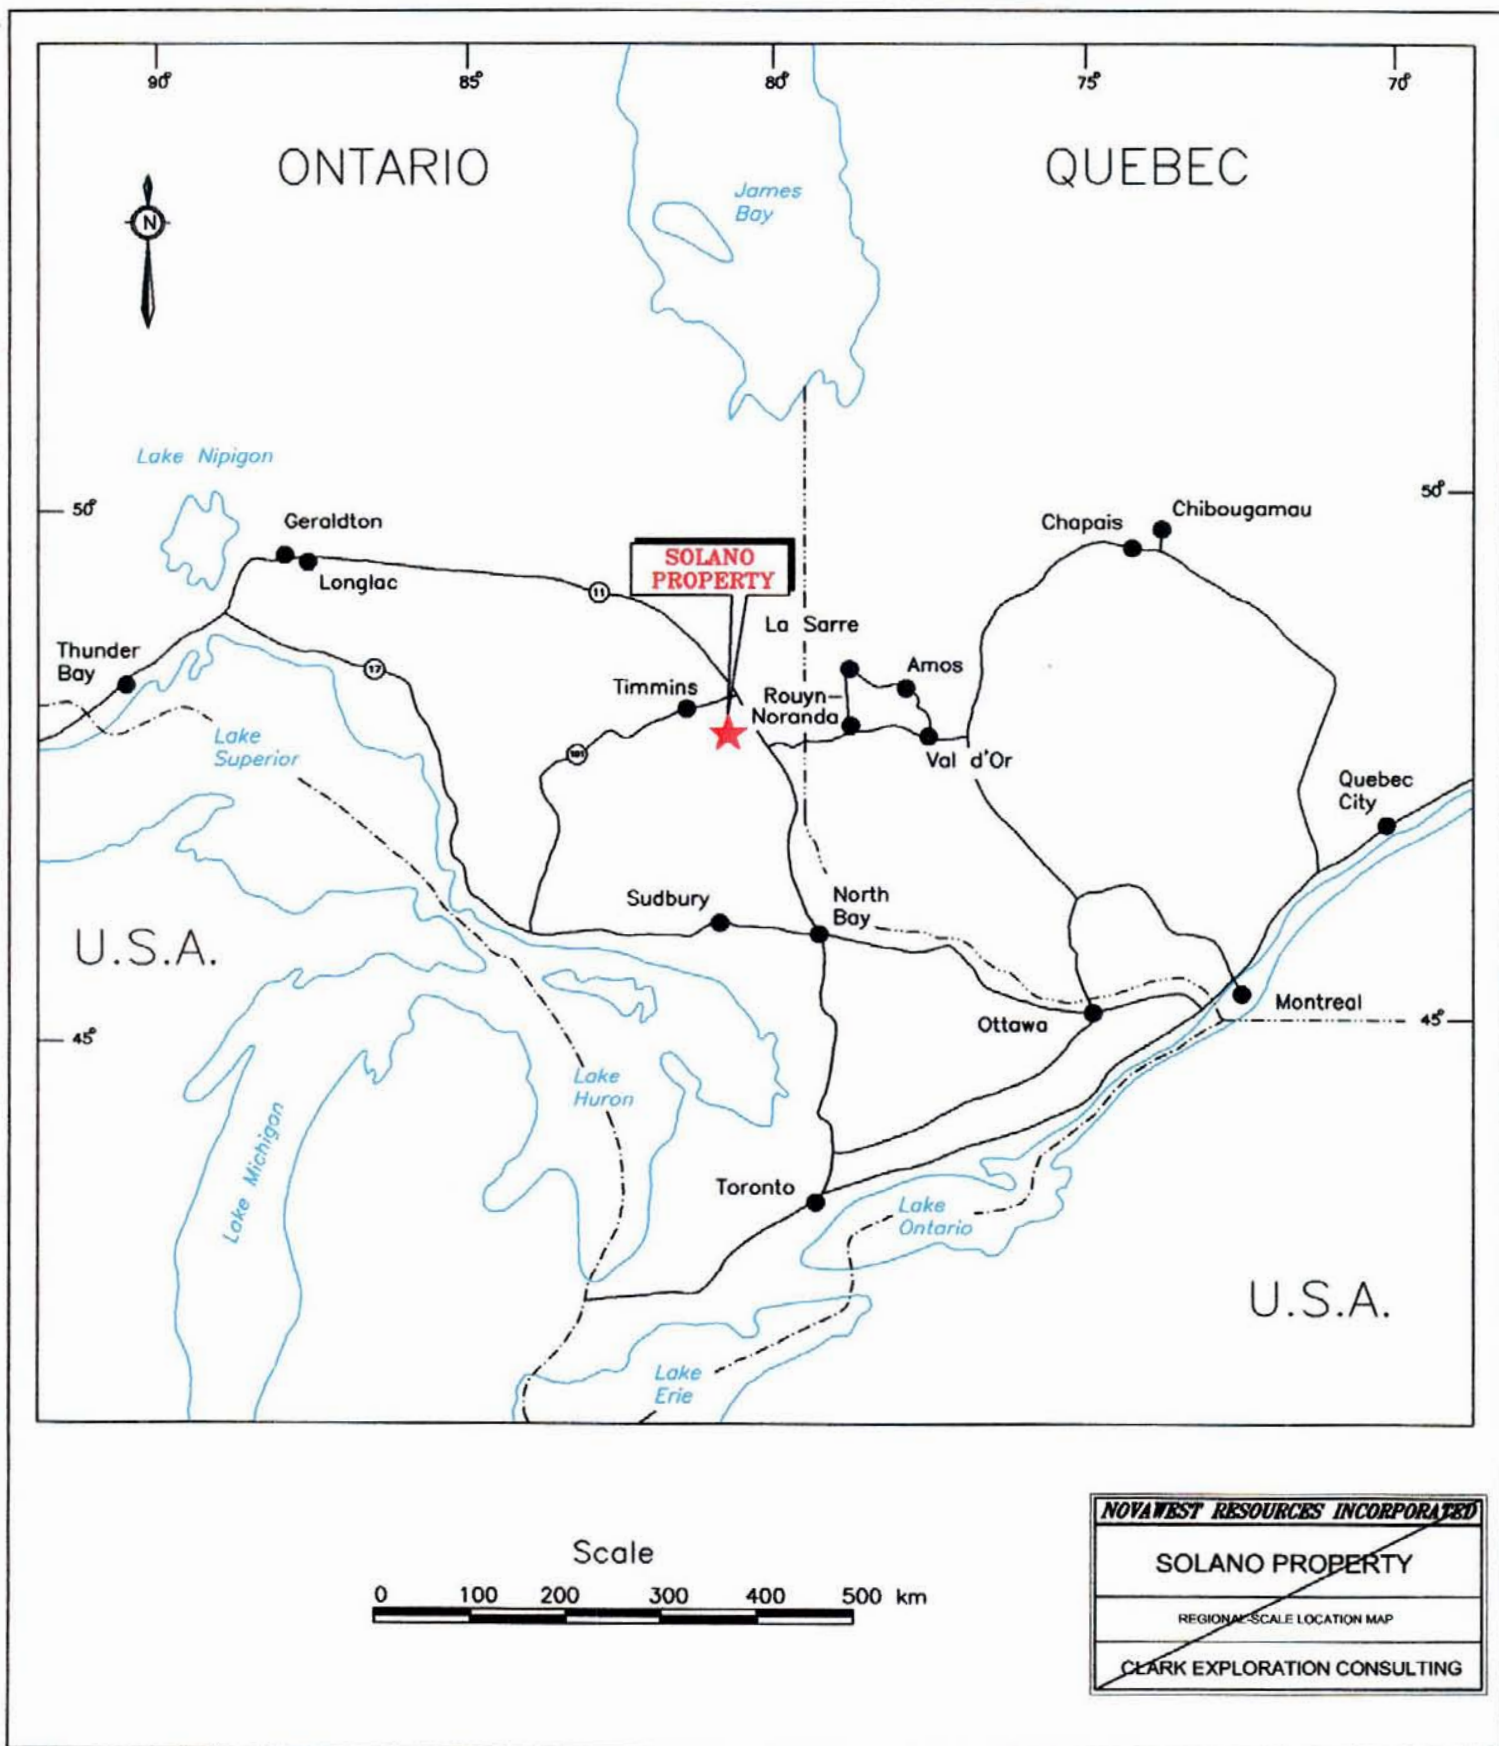 90°
85°
80°
75°
70°
ONTARIO
QUEBEC
James
Bay
N
Lake Nipigon
50°
50°
Geraldton
Longlac
11
SOLANO
PROPERTY
Chapais
Chibougamau
La Sarre
Thunder
Bay
17
Timmins
Rouyn–
Noranda
Amos
Val d'Or
101
Lake
Superior
Quebec
City
U.S.A.
Sudbury
North
Bay
Ottawa
Montreal
45°
45°
Lake
Huron
Lake Michigan
Toronto
Lake
Ontario
U.S.A.
Lake
Erie
Scale
0 100 200 300 400 500 km
NOVAWEST RESOURCES INCORPORATED
SOLANO PROPERTY
REGIONAL-SCALE LOCATION MAP
CLARK EXPLORATION CONSULTING